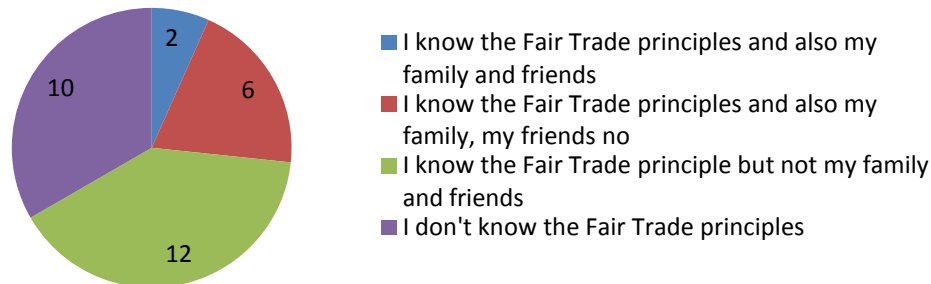 2
6
12
10
I know the Fair Trade principles and also my
family and friends
I know the Fair Trade principles and also my
family, my friends no
I know the Fair Trade principle but not my family
and friends
I don't know the Fair Trade principles